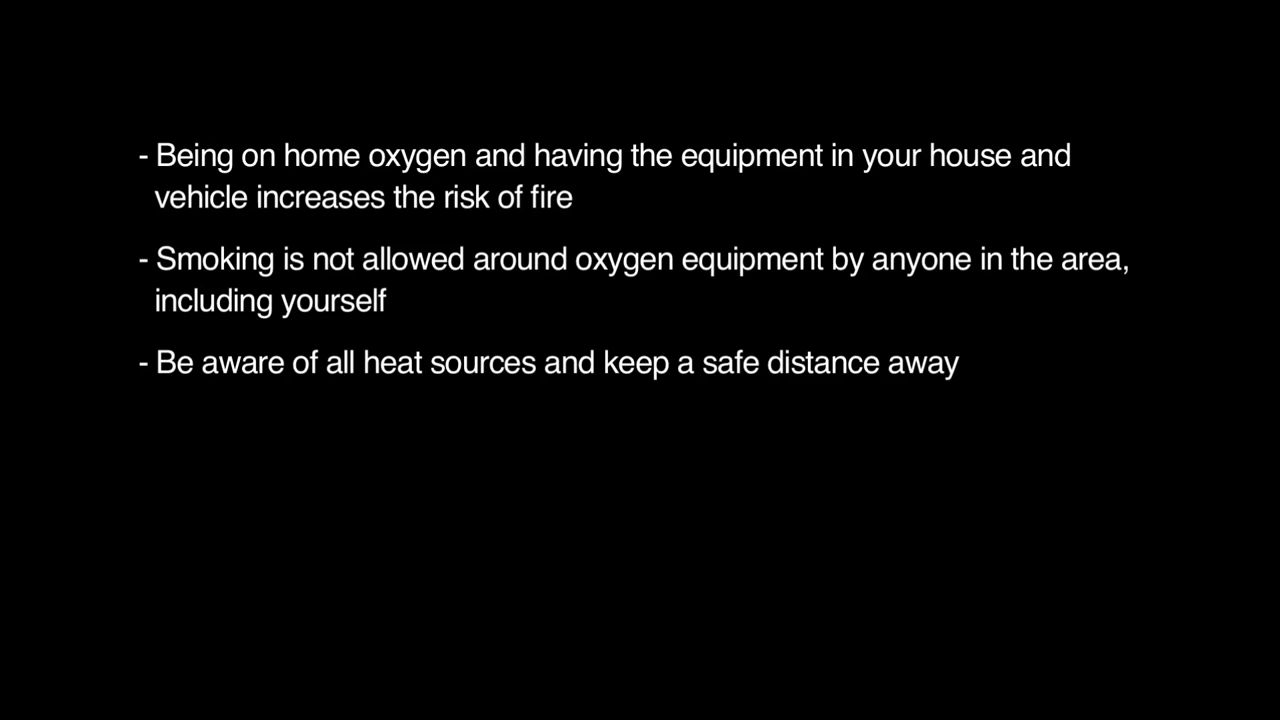 - Being on home oxygen and having the equipment in your house and
vehicle increases the risk of fire
- Smoking is not allowed around oxygen equipment by anyone in the area,
including yourself
- Be aware of all heat sources and keep a safe distance away